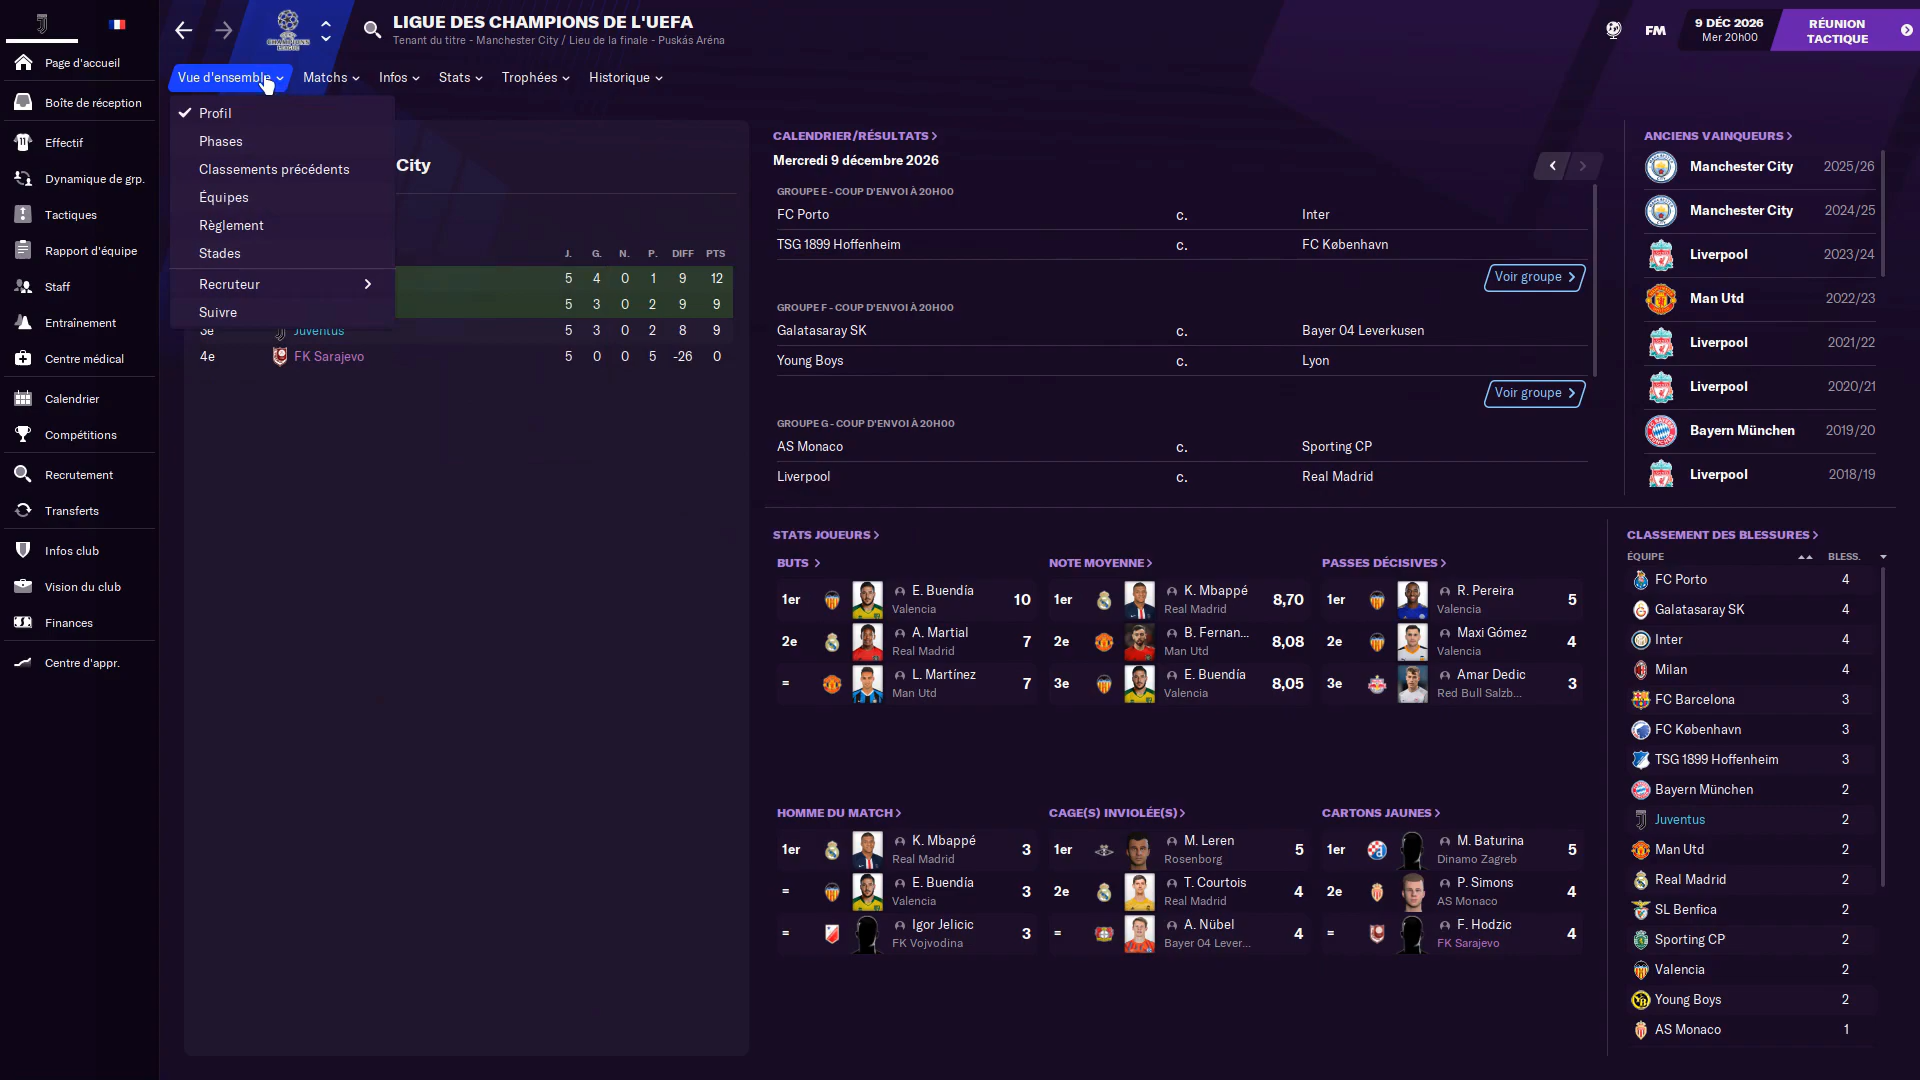 LIGUE DES CHAMPIONS DE L'UEFA
Tenant du titre - Manchester City / Lieu de la finale - Puskás Aréna
FM
9 DÉC 2026
Mer 20h00
RÉUNION
TACTIQUE
Page d'accueil
Boîte de réception
Effectif
Dynamique de grp.
Tactiques
Rapport d'équipe
Staff
Entraînement
Centre médical
Calendrier
Compétitions
Recrutement
Transferts
Infos club
Vision du club
Finances
Centre d'appr.
Vue d'ensemble Matchs Infos Stats Trophées Historique
Profil
Phases
Classements précédents
Équipes
Règlement
Stades
Recruteur
Suivre
City
J. G. N. P. DIFF PTS
5 4 0 1 9 12
5 3 0 2 9 9
3e Juventus 5 3 0 2 8 9
4e FK Sarajevo 5 0 0 5 -26 0
CALENDRIER/RÉSULTATS
Mercredi 9 décembre 2026
GROUPE E - COUP D'ENVOI À 20H00
FC Porto c. Inter
TSG 1899 Hoffenheim c. FC København
Voir groupe
GROUPE F - COUP D'ENVOI À 20H00
Galatasaray SK c. Bayer 04 Leverkusen
Young Boys c. Lyon
Voir groupe
GROUPE G - COUP D'ENVOI À 20H00
AS Monaco c. Sporting CP
Liverpool c. Real Madrid
ANCIENS VAINQUEURS
Manchester City 2025/26
Manchester City 2024/25
Liverpool 2023/24
Man Utd 2022/23
Liverpool 2021/22
Liverpool 2020/21
Bayern München 2019/20
Liverpool 2018/19
STATS JOUEURS
BUTS
1er E. Buendía 10
Valencia
2e A. Martial 7
Real Madrid
= L. Martínez 7
Man Utd
NOTE MOYENNE
1er K. Mbappé 8,70
Real Madrid
2e B. Fernan... 8,08
Man Utd
3e E. Buendía 8,05
Valencia
PASSES DÉCISIVES
1er R. Pereira 5
Valencia
2e Maxi Gómez 4
Valencia
3e Amar Dedic 3
Red Bull Salzb...
HOMME DU MATCH
1er K. Mbappé 3
Real Madrid
= E. Buendía 3
Valencia
= Igor Jelicic 3
FK Vojvodina
CAGE(S) INVIOLÉE(S)
1er M. Leren 5
Rosenborg
2e T. Courtois 4
Real Madrid
= A. Nübel 4
Bayer 04 Lever...
CARTONS JAUNES
1er M. Baturina 5
Dinamo Zagreb
2e P. Simons 4
AS Monaco
= F. Hodzic 4
FK Sarajevo
CLASSEMENT DES BLESSURES
ÉQUIPE BLESS.
FC Porto 4
Galatasaray SK 4
Inter 4
Milan 4
FC Barcelona 3
FC København 3
TSG 1899 Hoffenheim 3
Bayern München 2
Juventus 2
Man Utd 2
Real Madrid 2
SL Benfica 2
Sporting CP 2
Valencia 2
Young Boys 2
AS Monaco 1